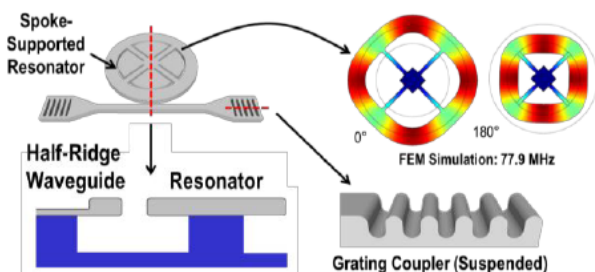 Spoke-
Supported
Resonator
0°
180°
FEM Simulation: 77.9 MHz
Half-Ridge
Waveguide
Resonator
Grating Coupler (Suspended)